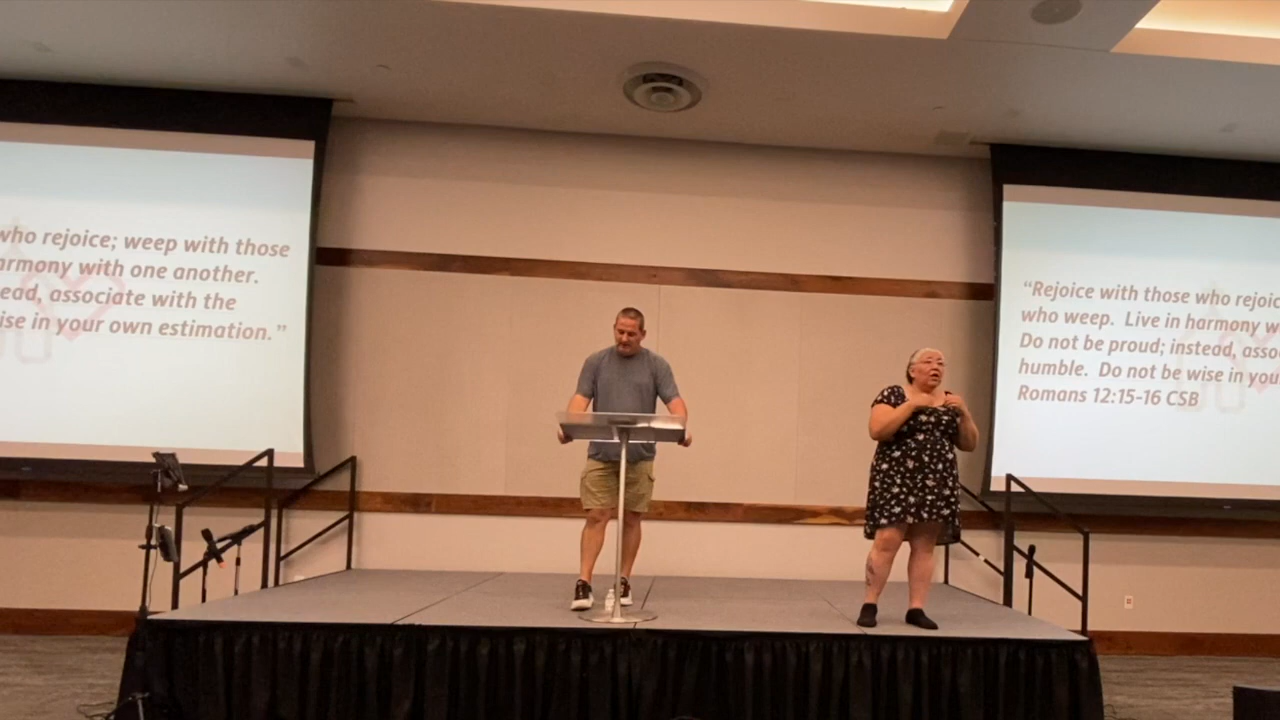 who rejoice; weep with those
armony with one another.
ead, associate with the
ise in your own estimation.”
“Rejoice with those who rejoic
who weep. Live in harmony w
Do not be proud; instead, asso
humble. Do not be wise in you
Romans 12:15-16 CSB